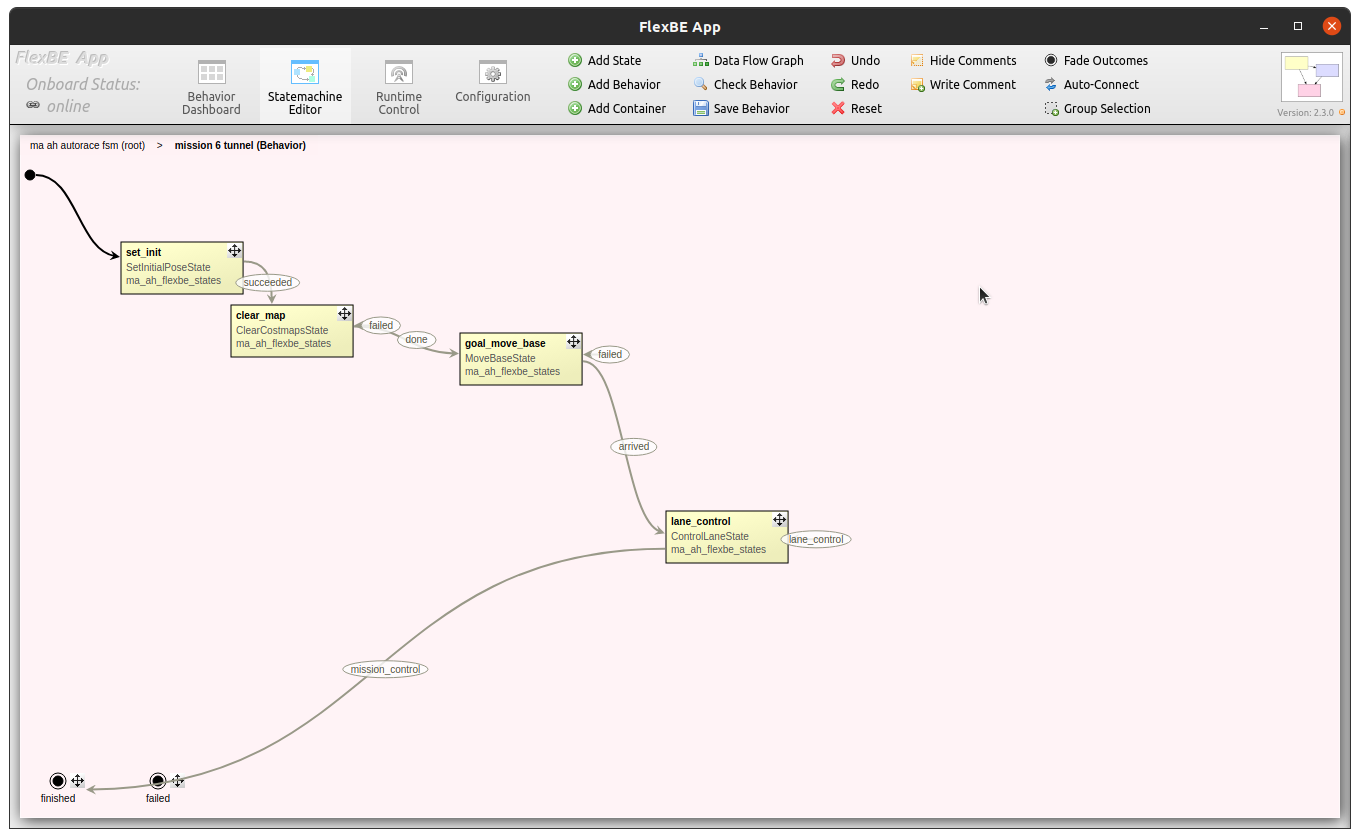 FlexBE App
FlexBE App
Onboard Status:
online
Behavior
Dashboard
Statemachine
Editor
Runtime
Control
Configuration
Add State
Add Behavior
Add Container
Data Flow Graph
Check Behavior
Save Behavior
Undo
Redo
Reset
Hide Comments
Write Comment
Fade Outcomes
Auto-Connect
Group Selection
Version: 2.3.0
ma ah autorace fsm (root) > mission 6 tunnel (Behavior)
set_init
SetInitialPoseState
ma_ah_flexbe_states
succeeded
clear_map
ClearCostmapsState
ma_ah_flexbe_states
failed
done
goal_move_base
MoveBaseState
ma_ah_flexbe_states
failed
arrived
lane_control
ControlLaneState
ma_ah_flexbe_states
lane_control
mission_control
finished
failed